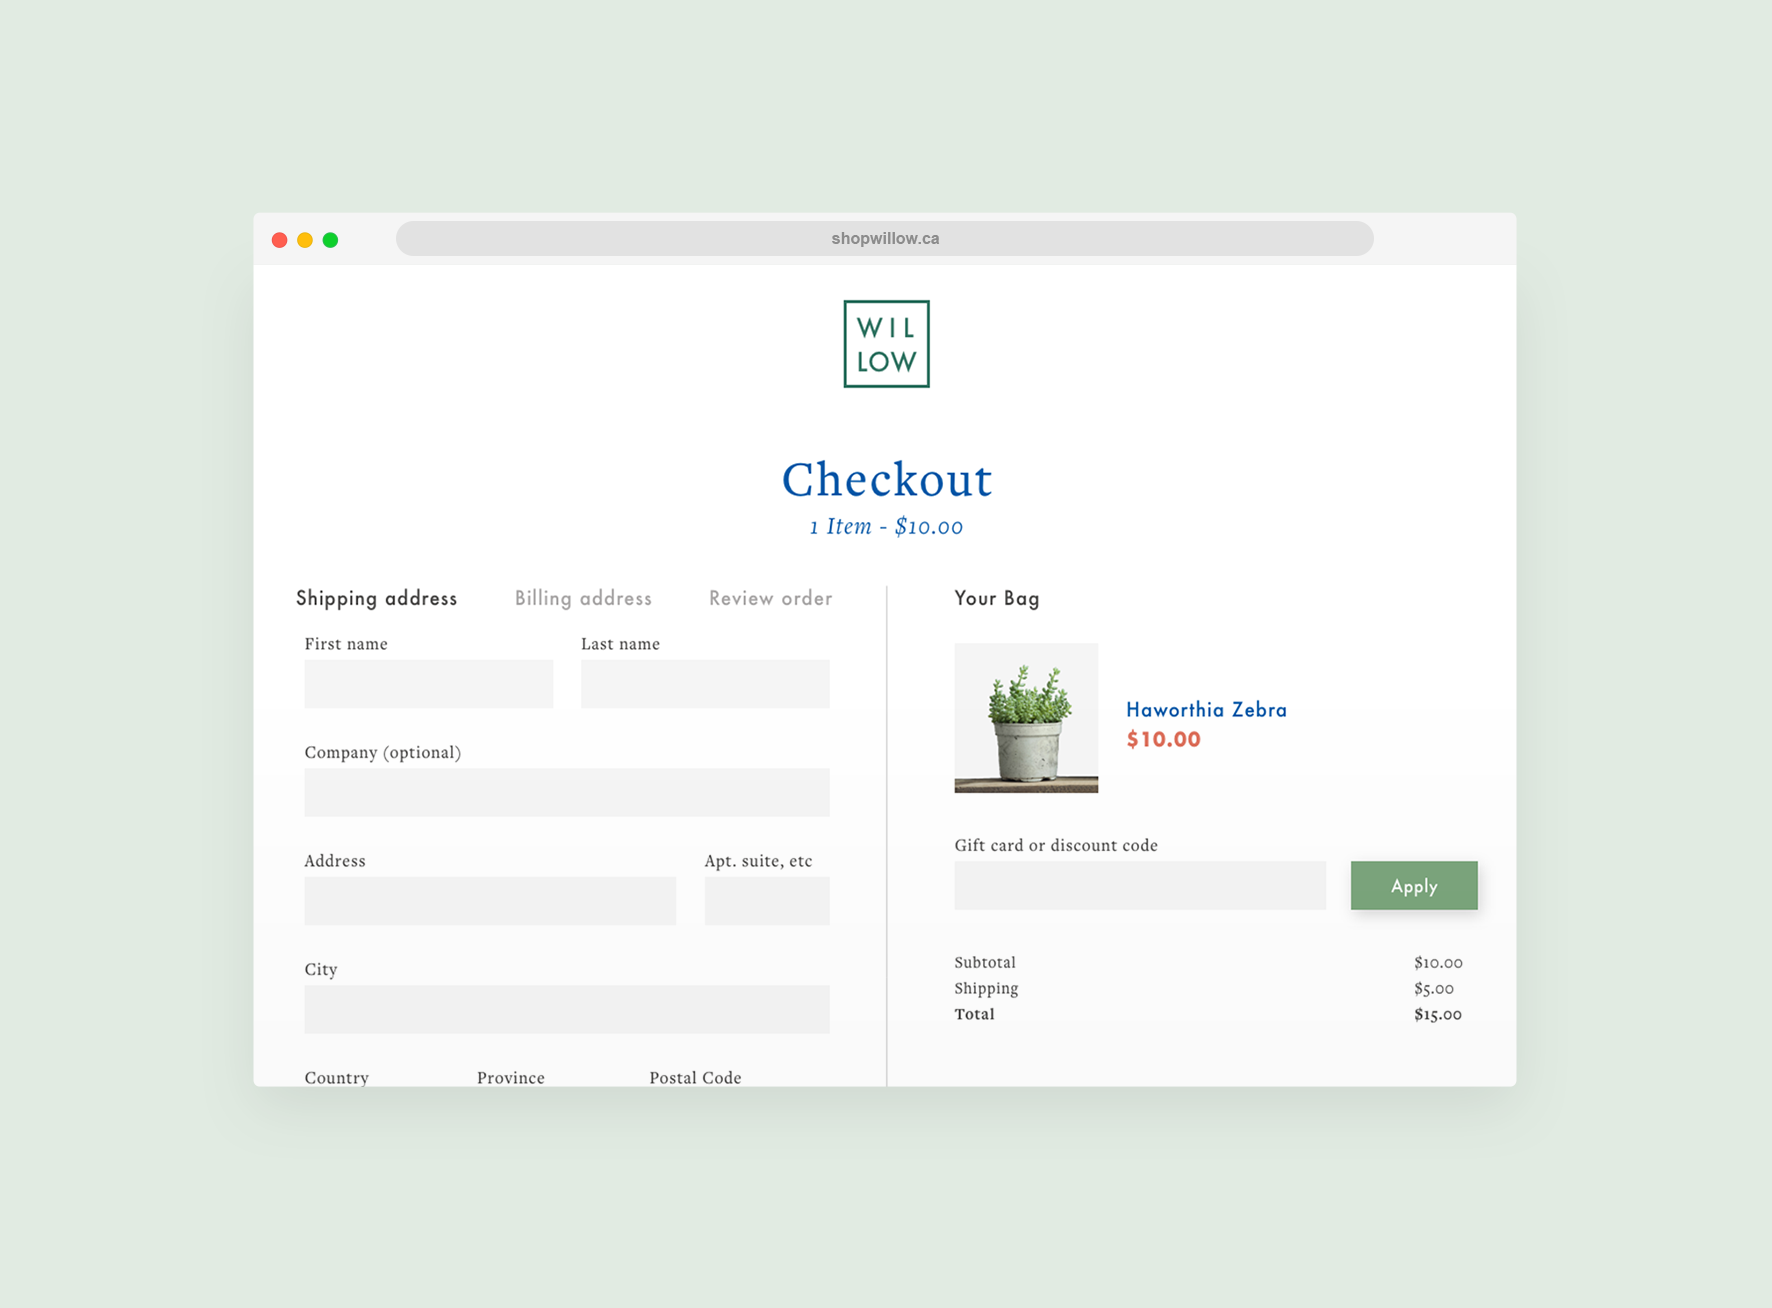 shopwillow.ca
WIL
LOW
Checkout
1 Item - $10.00
Shipping address Billing address Review order
First name Last name
Company (optional)
Address Apt. suite, etc
City
Country Province Postal Code
Your Bag
Haworthia Zebra
$10.00
Gift card or discount code
Apply
Subtotal $10.00
Shipping $5.00
Total $15.00